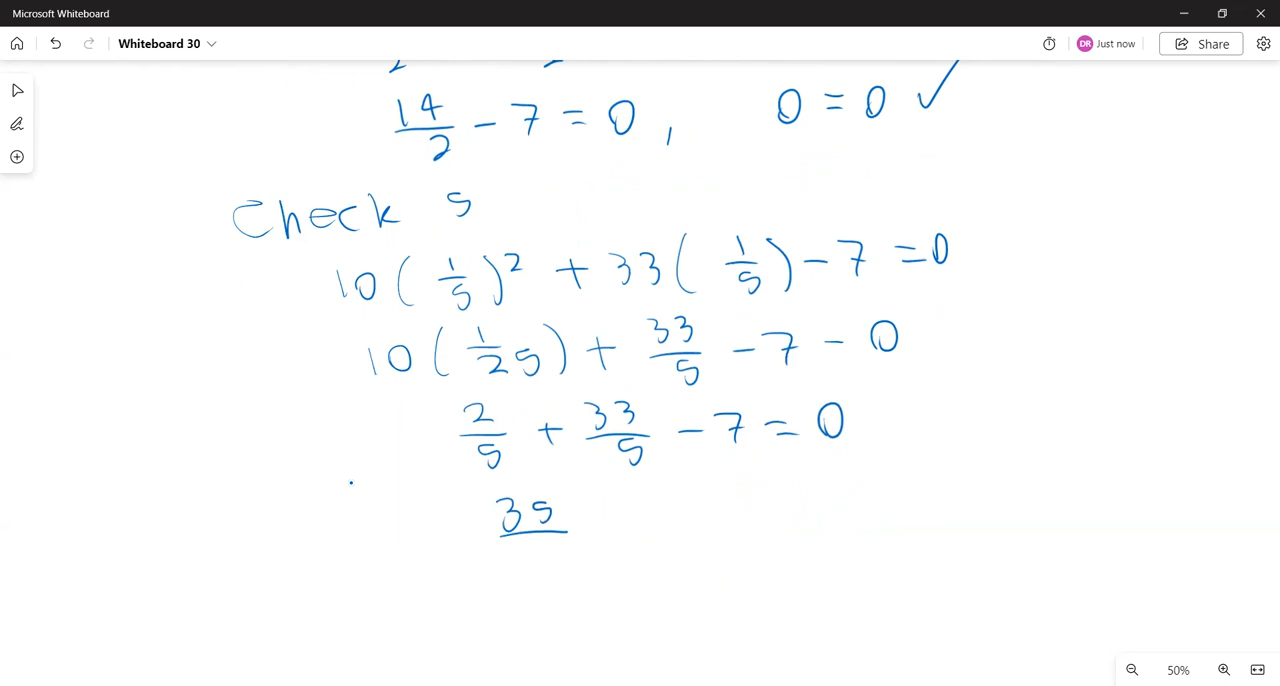 Microsoft Whiteboard
Whiteboard 30
DR Just now
Share
14/2 - 7 = 0 ,
0 = 0 ✓
Check 5
10(1/5)² + 33(1/5) - 7 = 0
10(1/25) + 33/5 - 7 - 0
2/5 + 33/5 - 7 = 0
35
50%